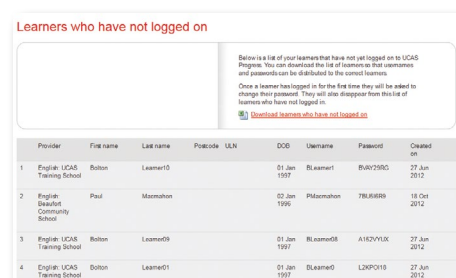 Learners who have not logged on
Below is a list of your learners that have not yet logged on to UCAS
Progress. You can download the list of learners so that usernames
and passwords can be distributed to the correct learners.
Once a learner has logged in for the first time they will be asked to
change their password. They will also disappear from this list of
learners who have not logged in.
Download learners who have not logged on
Provider First name Last name Postcode ULN DOB Username Password Created
on
1 English: UCAS Bolton Learner10 01 Jan BLearner1 BVAY29RG 27 Jun
Training School 1997 2012
2 English: Paul Macmahon 02 Jan PMacmahon 7BU6I6R9 18 Oct
Beaufort 1996 2012
Community
School
3 English: UCAS Bolton Learner09 01 Jan BLearner08 A162VYUX 27 Jun
Training School 1997 2012
4 English: UCAS Bolton Learner01 01 Jan BLearner0 L2KPOI10 27 Jun
Training School 1997 2012